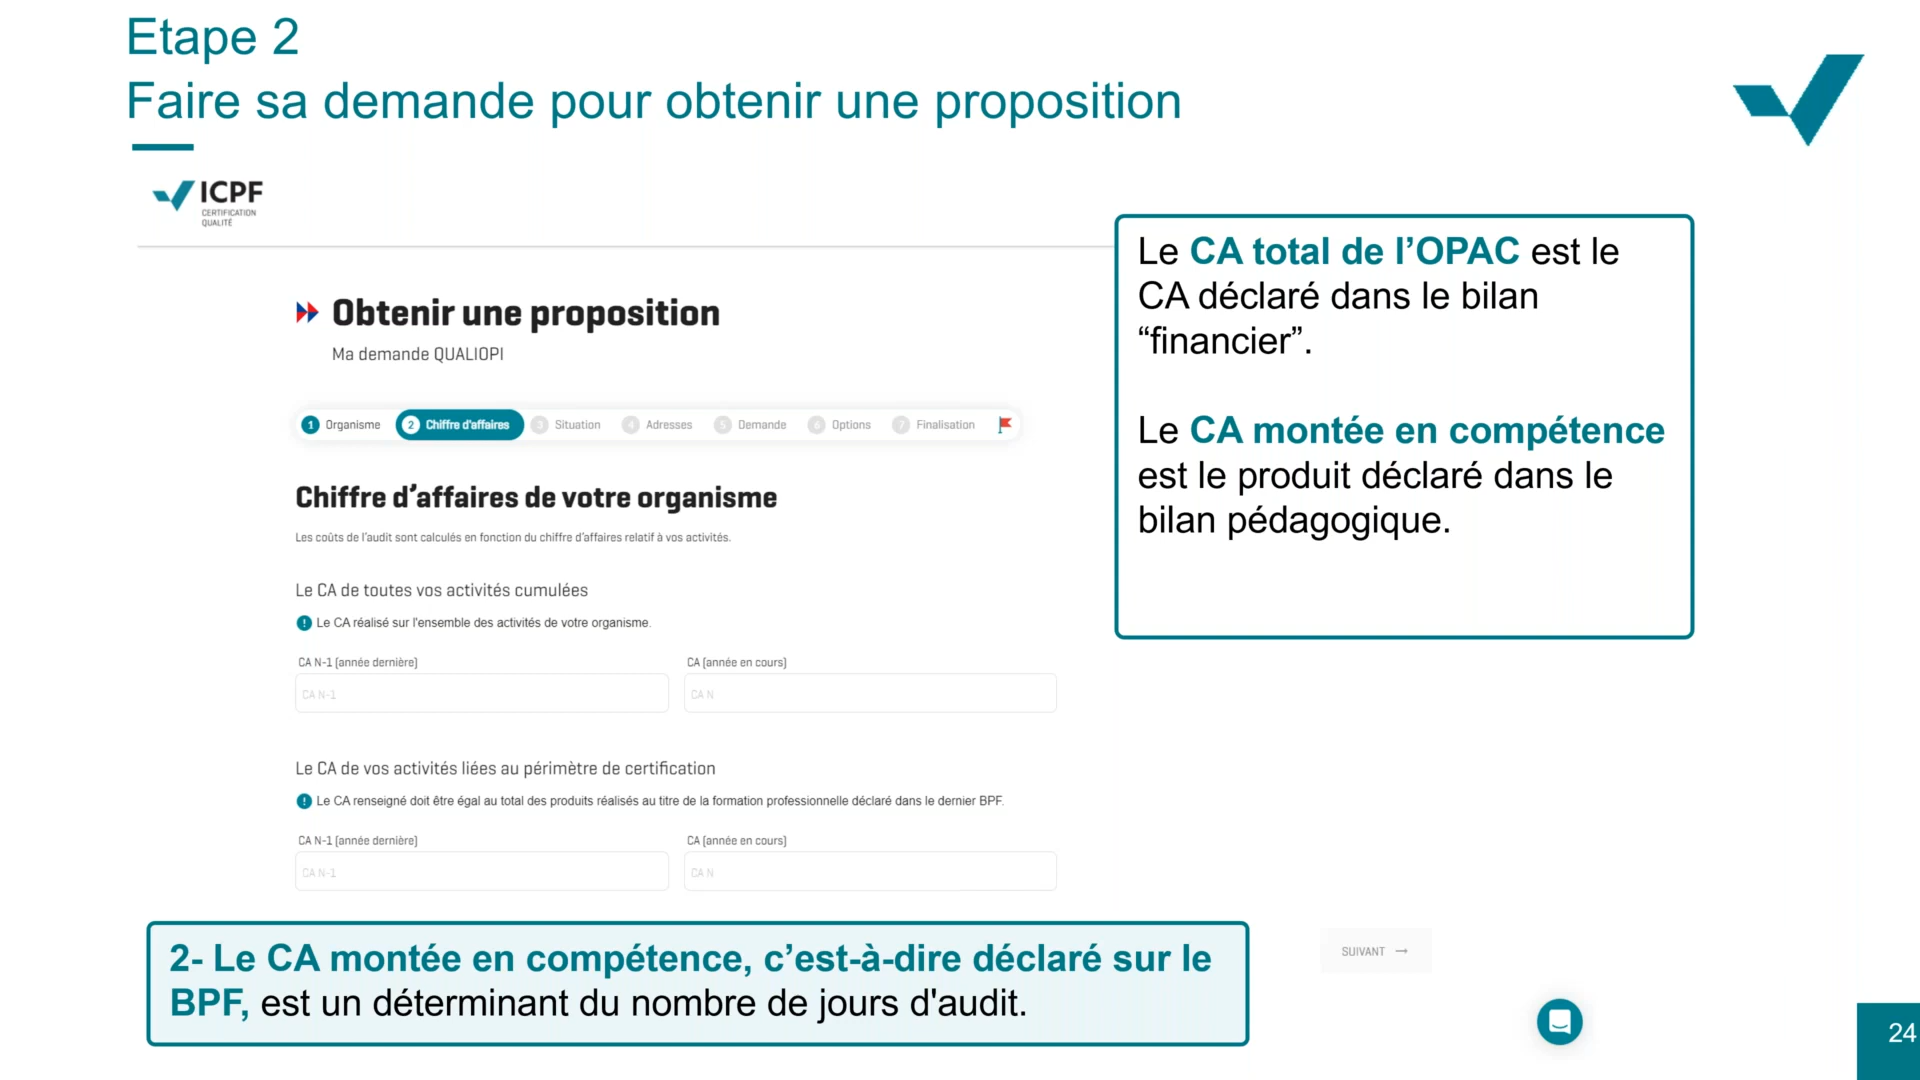 Etape 2
Faire sa demande pour obtenir une proposition
ICPF
CERTIFICATION
QUALITÉ
Obtenir une proposition
Ma demande QUALIOPI
1 Organisme 2 Chiffre d'affaires 3 Situation 4 Adresses 5 Demande 6 Options 7 Finalisation
Chiffre d'affaires de votre organisme
Les coûts de l'audit sont calculés en fonction du chiffre d'affaires relatif à vos activités.
Le CA de toutes vos activités cumulées
! Le CA réalisé sur l'ensemble des activités de votre organisme.
CA N-1 (année dernière) CA (année en cours)
CA N-1 CA N
Le CA de vos activités liées au périmètre de certification
! Le CA renseigné doit être égal au total des produits réalisés au titre de la formation professionnelle déclaré dans le dernier BPF.
CA N-1 (année dernière) CA (année en cours)
CA N-1 CA N
Le CA total de l’OPAC est le
CA déclaré dans le bilan
“financier”.
Le CA montée en compétence
est le produit déclaré dans le
bilan pédagogique.
2- Le CA montée en compétence, c’est-à-dire déclaré sur le
BPF, est un déterminant du nombre de jours d'audit.
SUIVANT →
24